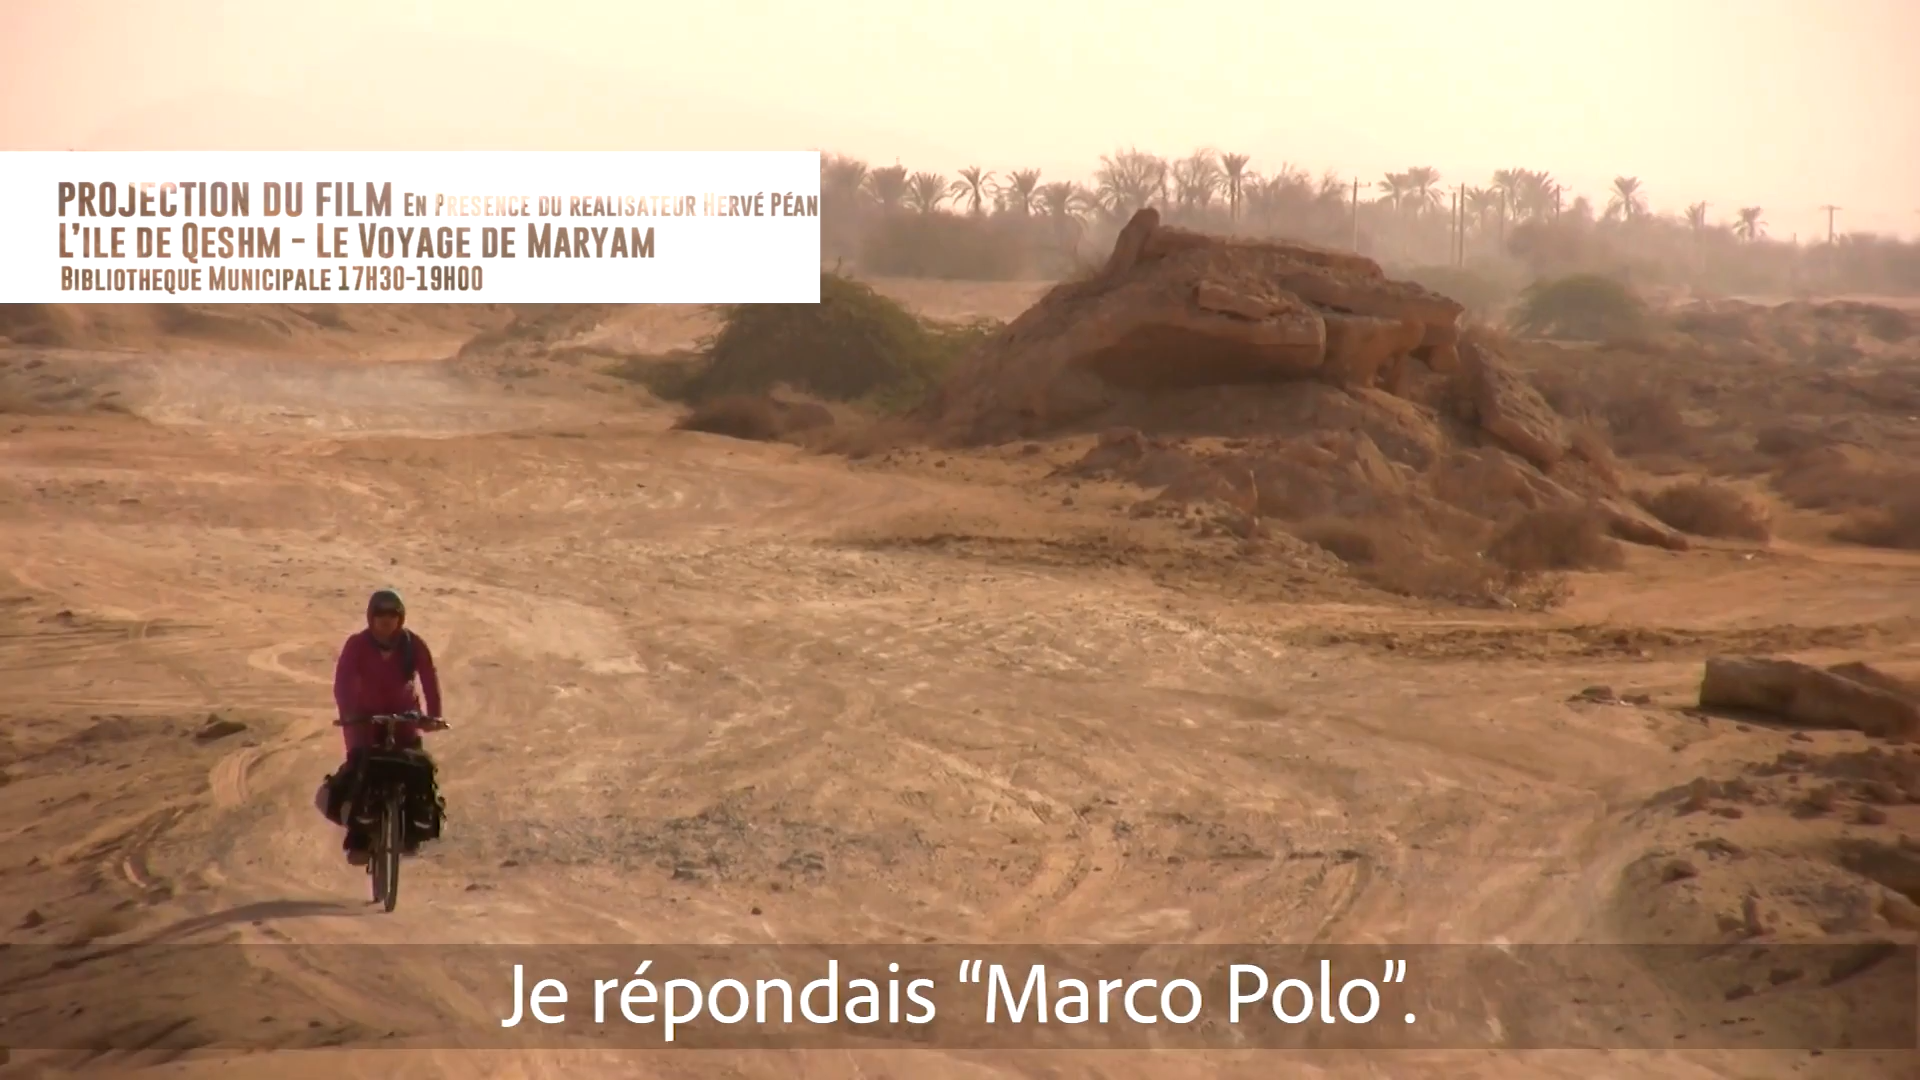 PROJECTION DU FILM EN PRESENCE DU REALISATEUR HERVÉ PÉAN
L'ILE DE QESHM - LE VOYAGE DE MARYAM
BIBLIOTHEQUE MUNICIPALE 17H30-19H00
Je répondais “Marco Polo”.